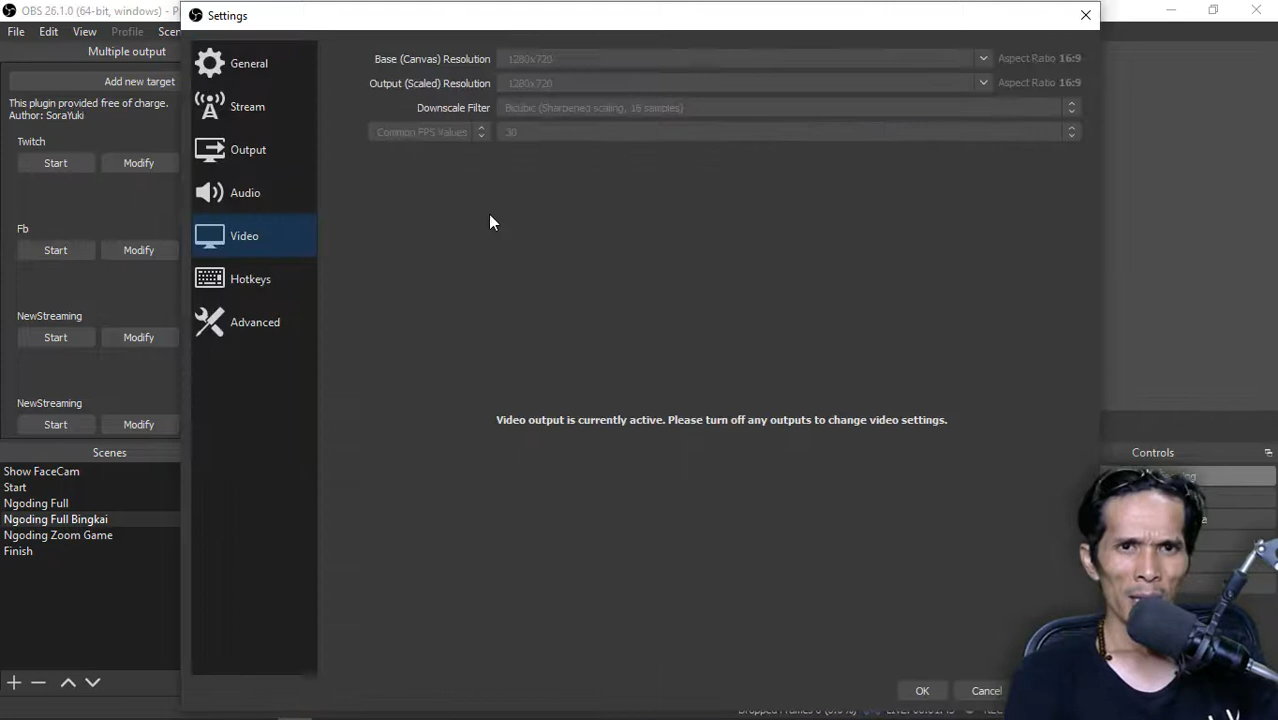 OBS 26.1.0 (64-bit, windows) - P
Settings
File Edit View Profile Scen
Multiple output
Add new target
This plugin provided free of charge.
Author: SoraYuki
Twitch
Start Modify
Fb
Start Modify
NewStreaming
Start Modify
NewStreaming
Start Modify
Scenes
Show FaceCam
Start
Ngoding Full
Ngoding Full Bingkai
Ngoding Zoom Game
Finish
General
Stream
Output
Audio
Video
Hotkeys
Advanced
Base (Canvas) Resolution 1280x720 Aspect Ratio 16:9
Output (Scaled) Resolution 1280x720 Aspect Ratio 16:9
Downscale Filter Bicubic (Sharpened scaling, 16 samples)
Common FPS Values 30
Video output is currently active. Please turn off any outputs to change video settings.
OK Cancel
Controls